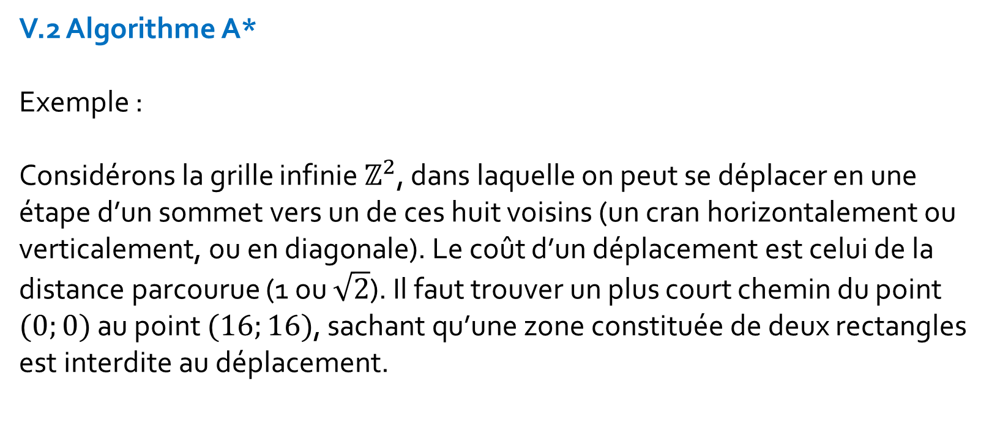 V.2 Algorithme A*
Exemple :
Considérons la grille infinie ℤ², dans laquelle on peut se déplacer en une
étape d’un sommet vers un de ces huit voisins (un cran horizontalement ou
verticalement, ou en diagonale). Le coût d’un déplacement est celui de la
distance parcourue (1 ou √2). Il faut trouver un plus court chemin du point
(0; 0) au point (16; 16), sachant qu’une zone constituée de deux rectangles
est interdite au déplacement.